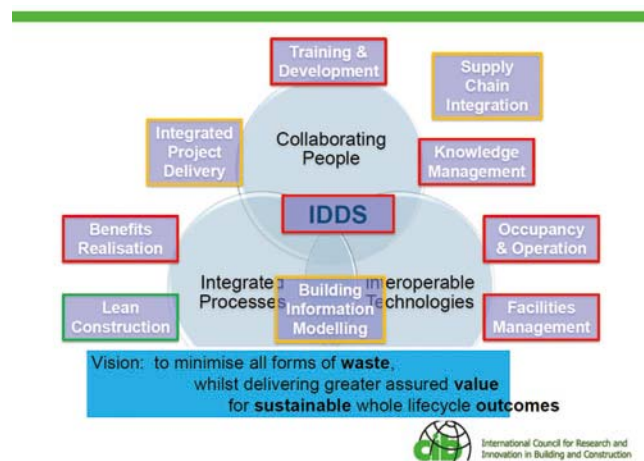 Training &
Development
Supply
Chain
Integration
Integrated
Project
Delivery
Collaborating
People
Knowledge
Management
IDDS
Benefits
Realisation
Occupancy
& Operation
Integrated
Processes
Building
Information
Modelling
Interoperable
Technologies
Lean
Construction
Facilities
Management
Vision: to minimise all forms of waste,
whilst delivering greater assured value
for sustainable whole lifecycle outcomes
cib
International Council for Research and
Innovation in Building and Construction